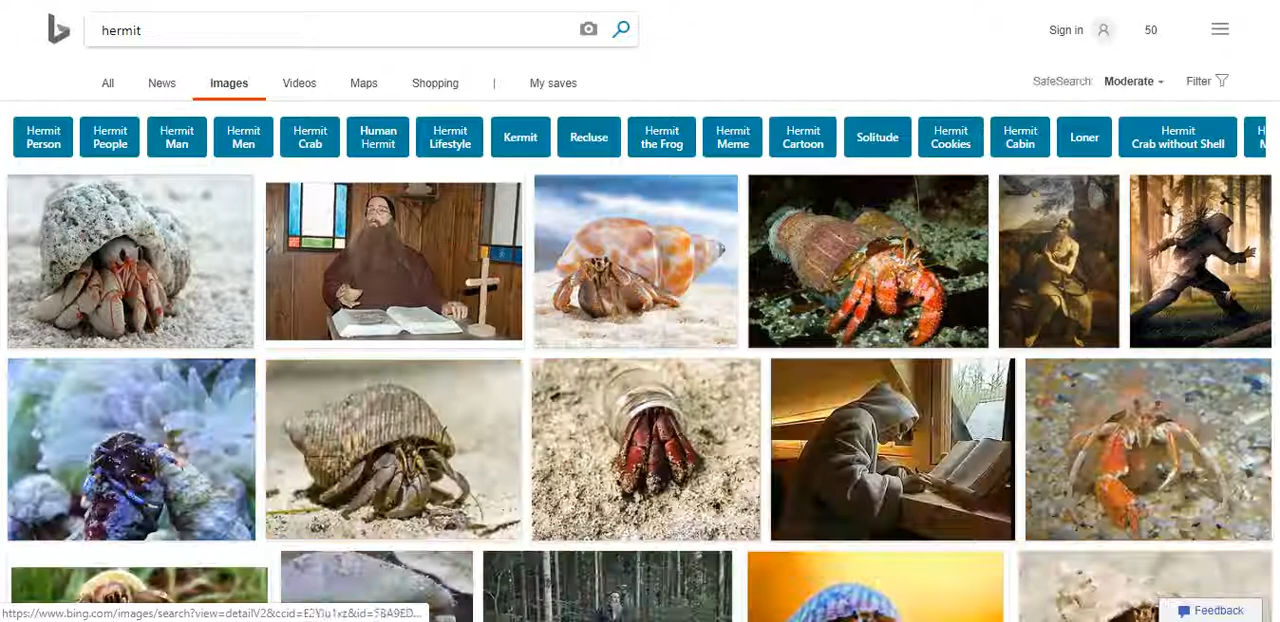 hermit
Sign in
50
All News Images Videos Maps Shopping | My saves
SafeSearch: Moderate Filter
Hermit
Person
Hermit
People
Hermit
Man
Hermit
Men
Hermit
Crab
Human
Hermit
Hermit
Lifestyle
Kermit
Recluse
Hermit
the Frog
Hermit
Meme
Hermit
Cartoon
Solitude
Hermit
Cookies
Hermit
Cabin
Loner
Hermit
Crab without Shell
Feedback